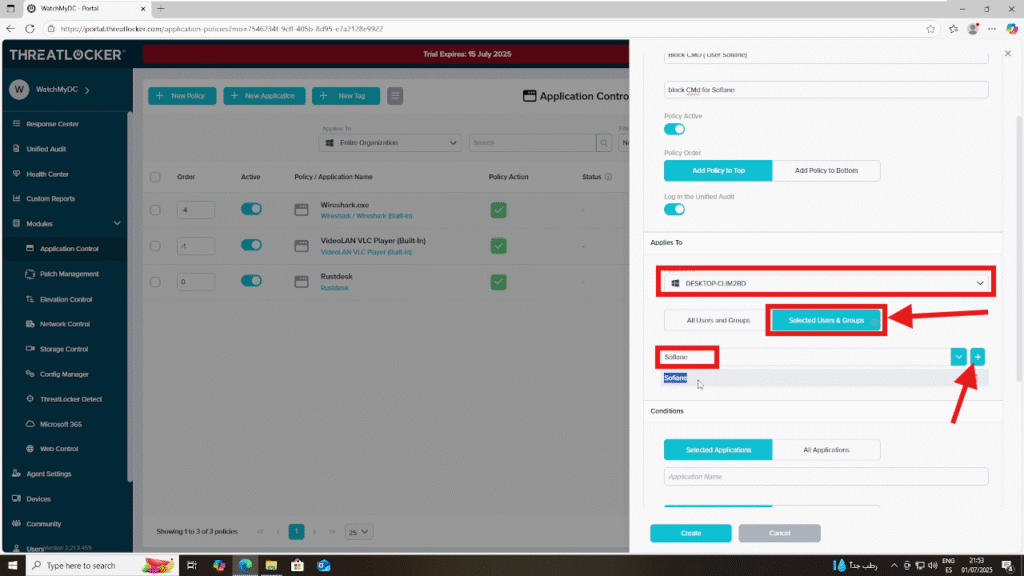 WatchMyDC - Portal
https://portal.threatlocker.com/application-policies?mo=7546234f-9cf1-405b-8d95-e7a2128e9922
THREATLOCKER
Trial Expires: 15 July 2025
W
WatchMyDC
Response Center
Unified Audit
Health Center
Custom Reports
Modules
Application Control
Patch Management
Elevation Control
Network Control
Storage Control
Config Manager
ThreatLocker Detect
Microsoft 365
Web Control
Agent Settings
Devices
Community
Users
Version 2.213.459
+ New Policy
+ New Application
+ New Tag
Application Contro
Applies To
Entire Organization
Search
Order
Active
Policy / Application Name
Policy Action
Status
-4
Wireshark.exe
Wireshark / Wireshark (Built-In)
-
-1
VideoLAN VLC Player (Built-In)
VideoLAN VLC Player (Built-In)
-
0
Rustdesk
Rustdesk
-
Showing 1 to 3 of 3 policies
1
25
Block CMD ( User Sofiane)
block CMd for Sofiane
Policy Active
Policy Order
Add Policy to Top
Add Policy to Bottom
Log in the Unified Audit
Applies To
DESKTOP-CLIM2BD
All Users and Groups
Selected Users & Groups
Sofiane
Sofiane
Conditions
Selected Applications
All Applications
Application Name
Create
Cancel
Type here to search
رطب جداً
ENG
ES
21:53
01/07/2025